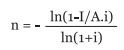 n = - ln(1-I/A.i) / ln(1+i)